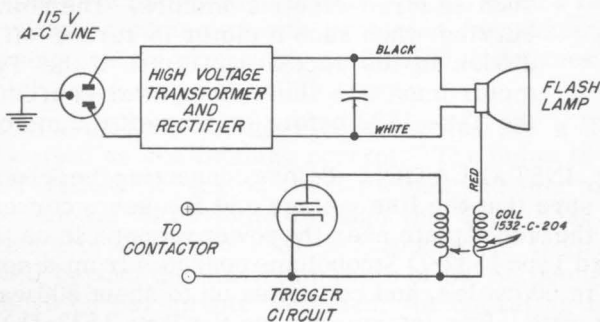 115 V
A-C LINE
HIGH VOLTAGE
TRANSFORMER
AND
RECTIFIER
BLACK
WHITE
FLASH
LAMP
RED
COIL
1532-C-204
TO
CONTACTOR
TRIGGER
CIRCUIT